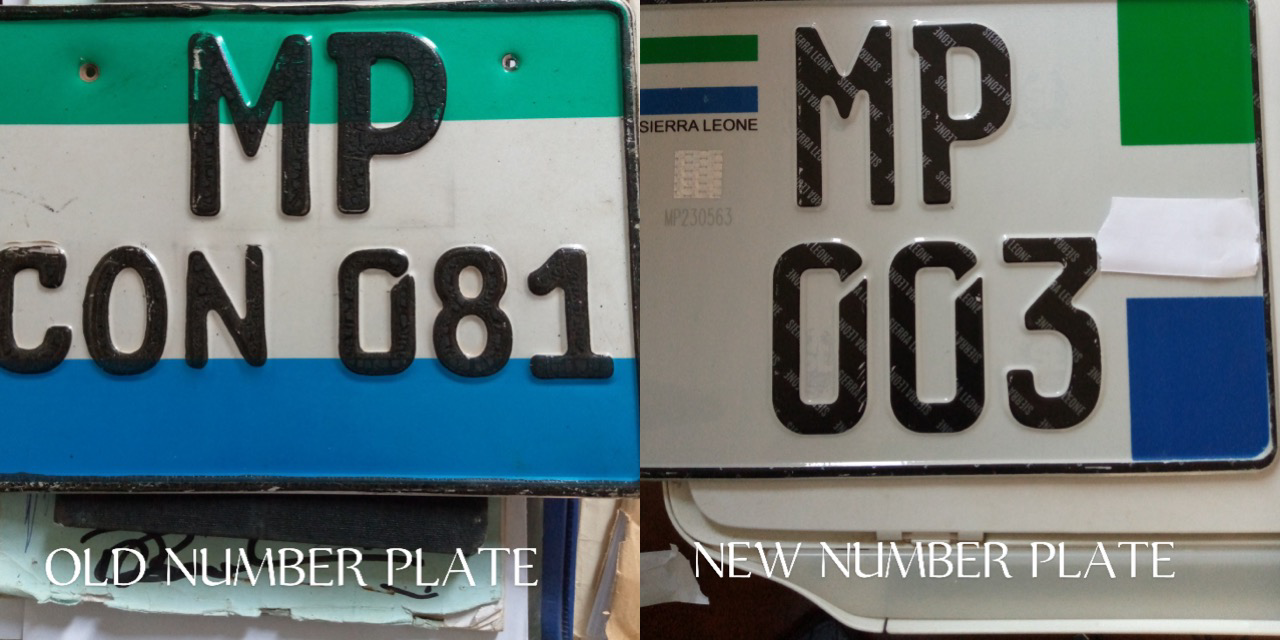 MP
CON 081
OLD NUMBER PLATE
SIERRA LEONE
MP230563
MP
003
NEW NUMBER PLATE